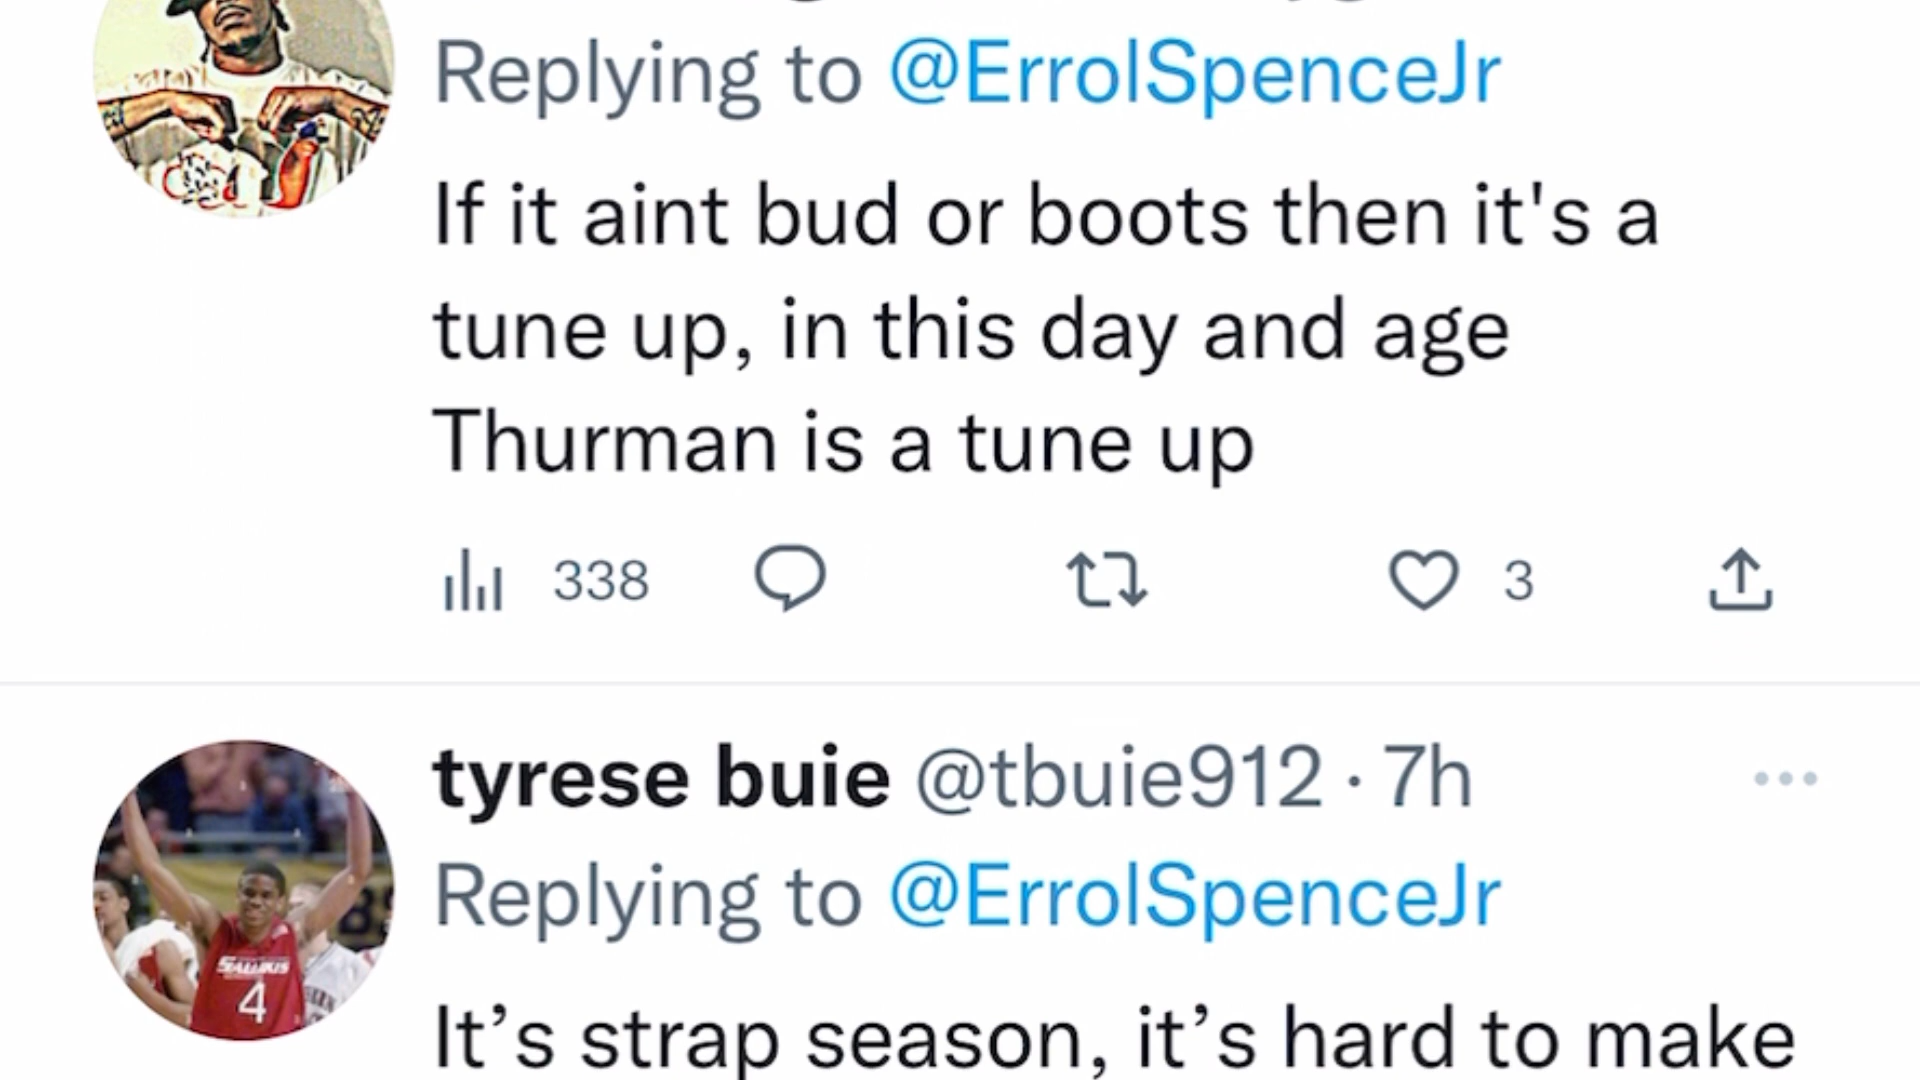 Replying to @ErrolSpenceJr
If it aint bud or boots then it's a
tune up, in this day and age
Thurman is a tune up
338
3
tyrese buie @tbuie912 · 7h
SALUKIS
4
Replying to @ErrolSpenceJr
It’s strap season, it’s hard to make